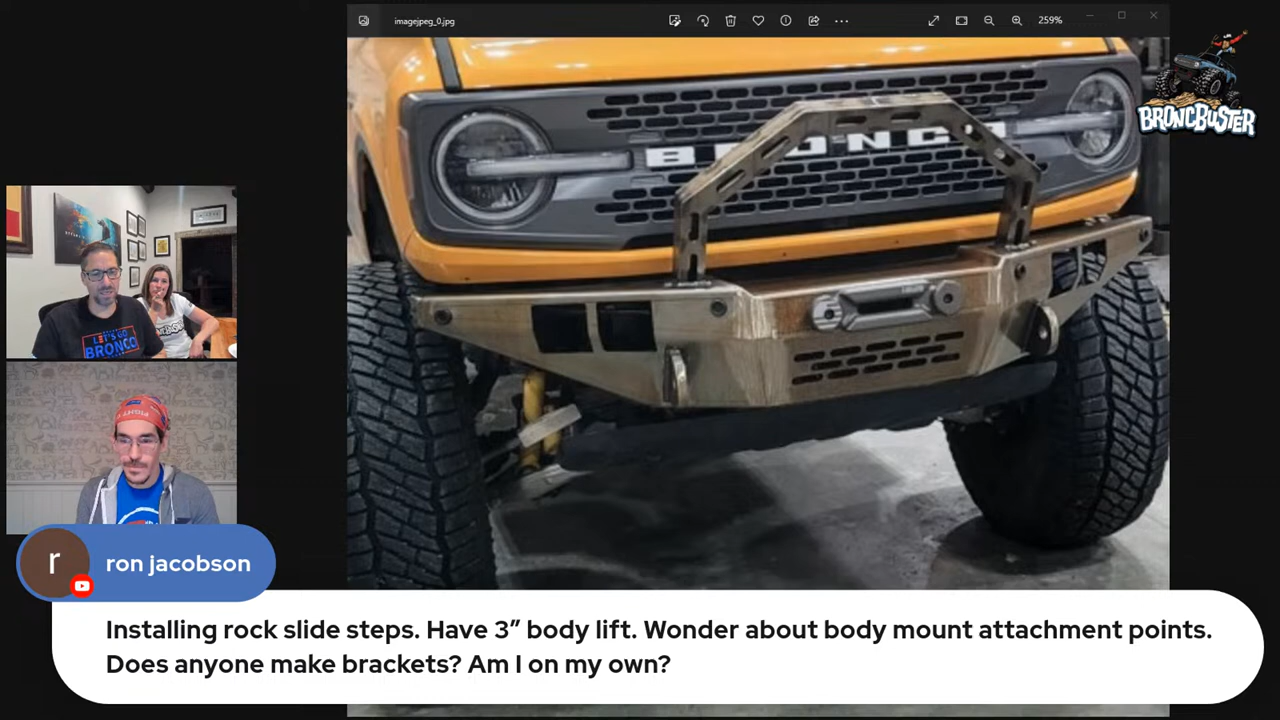 imagejpeg_0.jpg
259%
BRONCBUSTER
BRONCO
LET'S GO
BRONCO
FIGHT
r
ron jacobson
Installing rock slide steps. Have 3” body lift. Wonder about body mount attachment points.
Does anyone make brackets? Am I on my own?